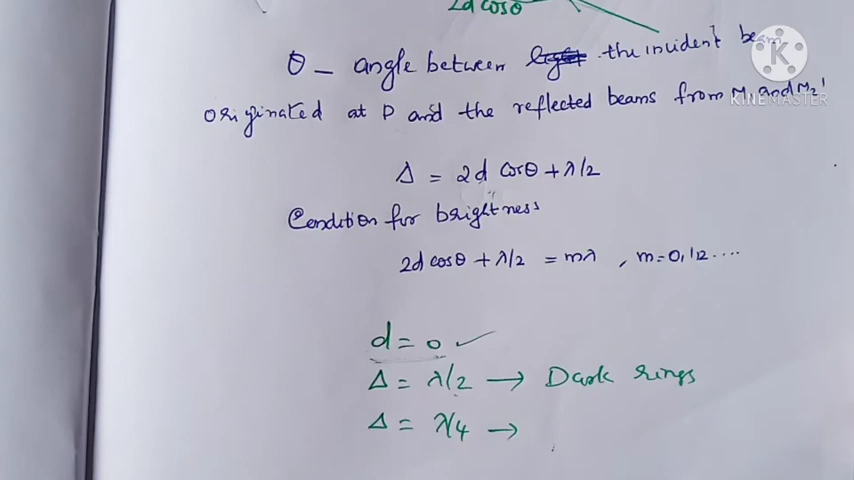 2d cosθ
θ – angle between the incident beam
originated at P and the reflected beams from M₁ and M₂'
Δ = 2d cosθ + λ/2
Condition for brightness
2d cosθ + λ/2 = mλ , m = 0,1,2....
d = 0 ✓
Δ = λ/2 → Dark rings
Δ = λ/4 →
KINEMASTER